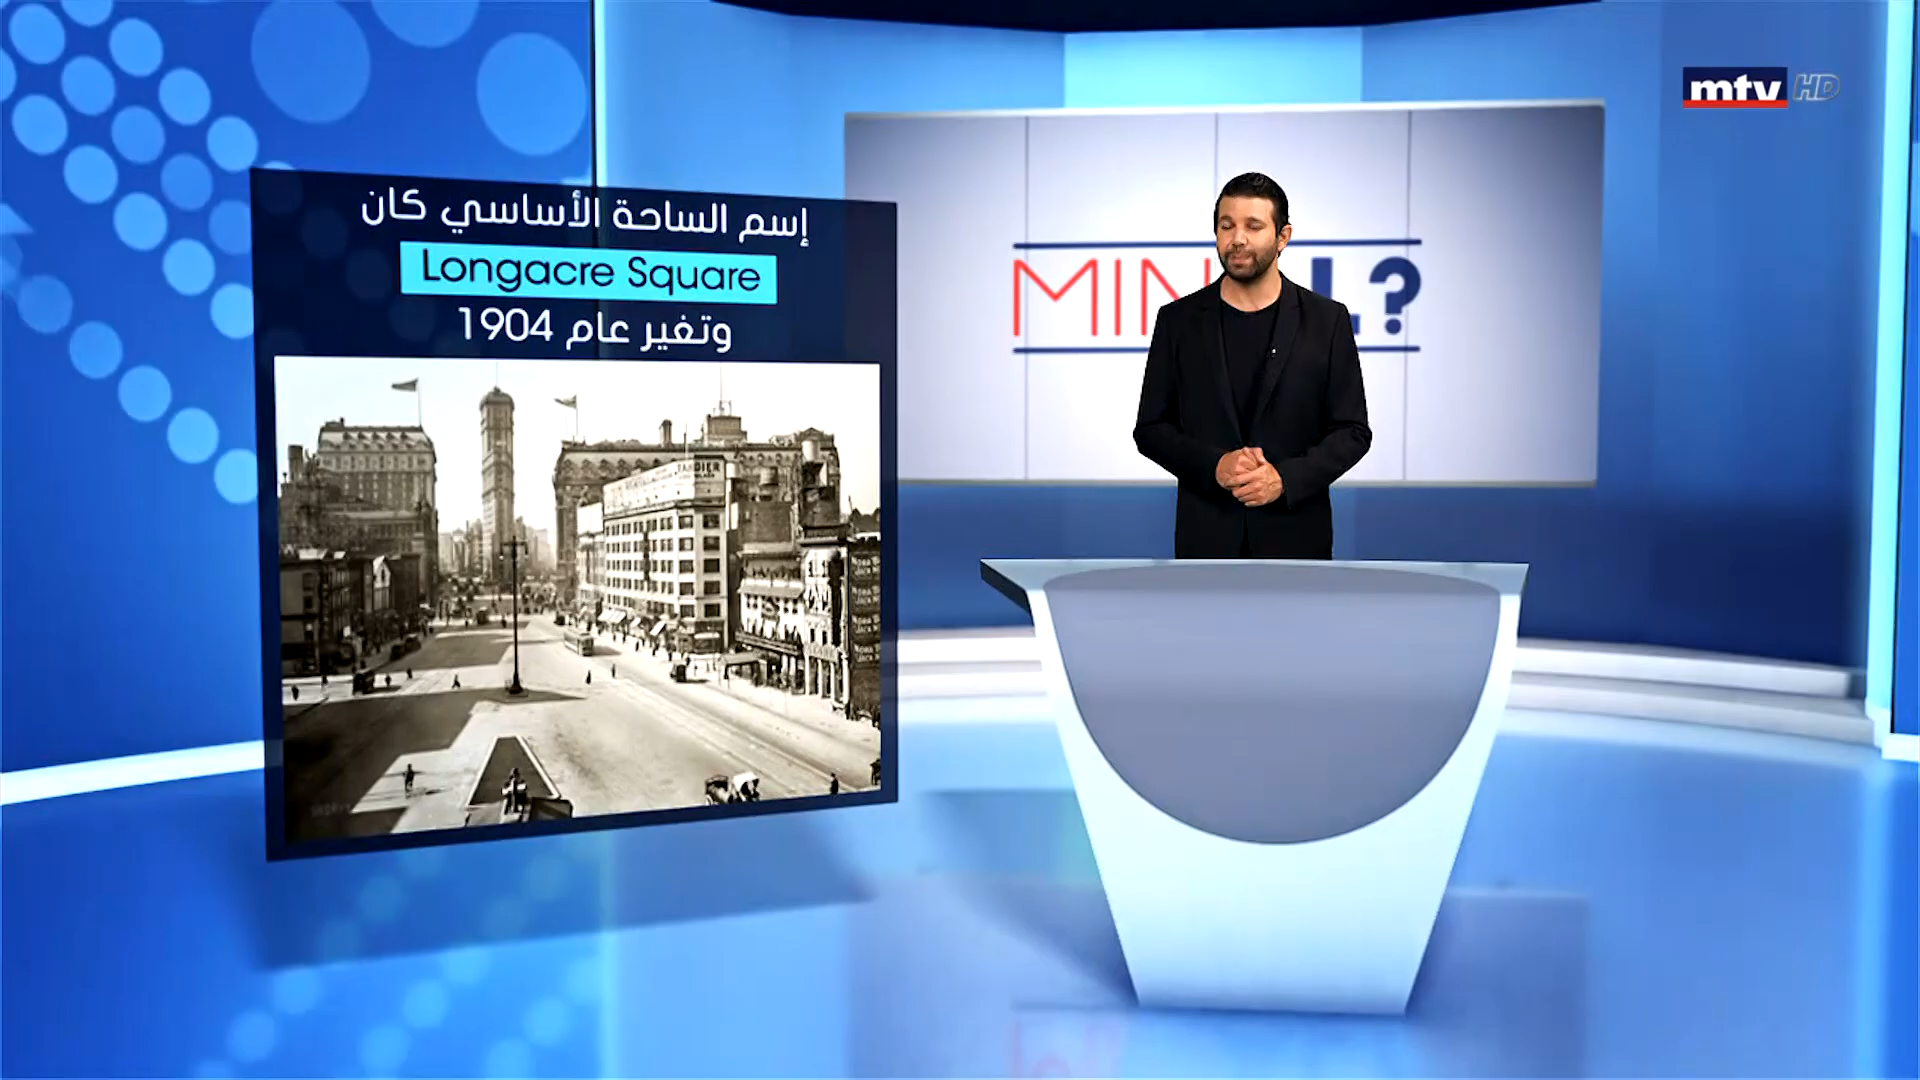 mtv HD
إسم الساحة الأساسي كان
Longacre Square
وتغير عام 1904
MIN L?